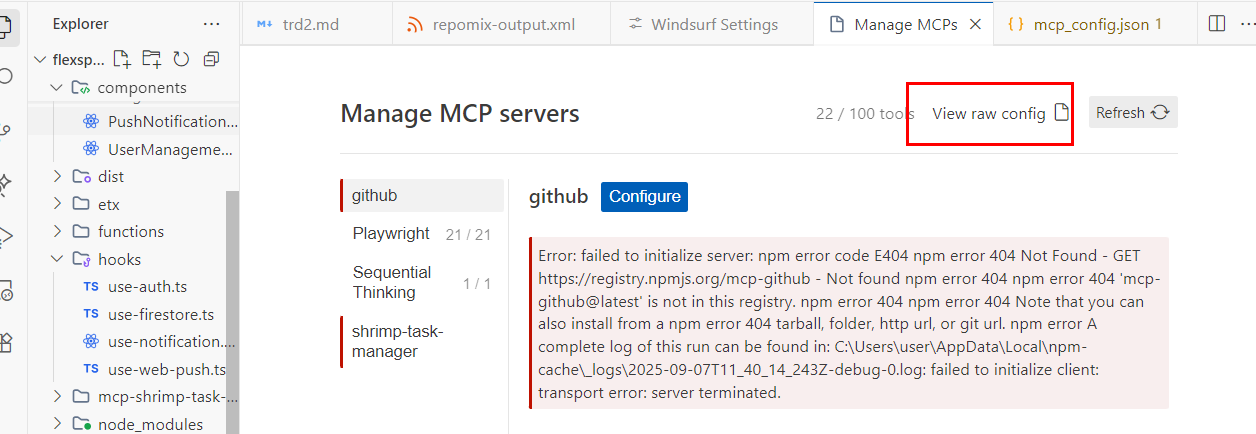 Explorer
trd2.md
repomix-output.xml
Windsurf Settings
Manage MCPs
mcp_config.json 1
flexsp...
components
PushNotification...
UserManageme...
dist
etx
functions
hooks
use-auth.ts
use-firestore.ts
use-notification....
use-web-push.ts
mcp-shrimp-task-...
node_modules
Manage MCP servers
22 / 100 tools
View raw config
Refresh
github
Playwright 21 / 21
Sequential
Thinking
1 / 1
shrimp-task-
manager
github
Configure
Error: failed to initialize server: npm error code E404 npm error 404 Not Found - GET
https://registry.npmjs.org/mcp-github - Not found npm error 404 npm error 404 'mcp-
github@latest' is not in this registry. npm error 404 npm error 404 Note that you can
also install from a npm error 404 tarball, folder, http url, or git url. npm error A
complete log of this run can be found in: C:\Users\user\AppData\Local\npm-
cache\_logs\2025-09-07T11_40_14_243Z-debug-0.log: failed to initialize client:
transport error: server terminated.